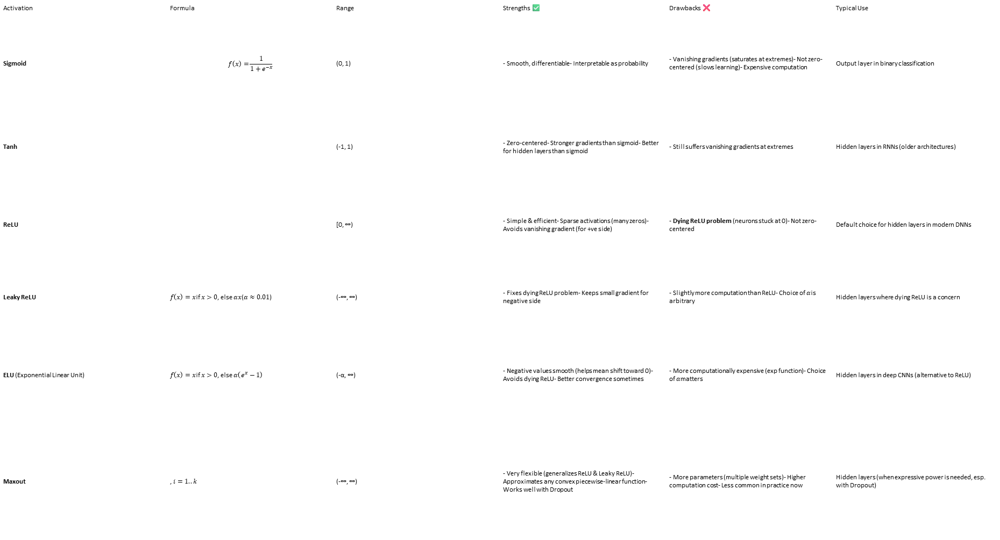 Activation Formula Range Strengths ✅ Drawbacks ❌ Typical Use
Sigmoid f(x) = 1 / 1 + e^−x (0, 1) - Smooth, differentiable- Interpretable as probability
- Vanishing gradients (saturates at extremes)- Not zero-
centered (slows learning)- Expensive computation
Output layer in binary classification
Tanh (-1, 1)
- Zero-centered- Stronger gradients than sigmoid- Better
for hidden layers than sigmoid
- Still suffers vanishing gradients at extremes
Hidden layers in RNNs (older architectures)
ReLU [0, ∞)
- Simple & efficient- Sparse activations (many zeros)-
Avoids vanishing gradient (for +ve side)
- Dying ReLU problem (neurons stuck at 0)- Not zero-
centered
Default choice for hidden layers in modern DNNs
Leaky ReLU f(x) = x if x > 0, else αx(α ≈ 0.01) (-∞, ∞)
- Fixes dying ReLU problem- Keeps small gradient for
negative side
- Slightly more computation than ReLU- Choice of α is
arbitrary
Hidden layers where dying ReLU is a concern
ELU (Exponential Linear Unit) f(x) = x if x > 0, else α(e^x − 1) (-α, ∞)
- Negative values smooth (helps mean shift toward 0)-
Avoids dying ReLU- Better convergence sometimes
- More computationally expensive (exp function)- Choice
of α matters
Hidden layers in deep CNNs (alternative to ReLU)
Maxout , i = 1..k (-∞, ∞)
- Very flexible (generalizes ReLU & Leaky ReLU)-
Approximates any convex piecewise-linear function-
Works well with Dropout
- More parameters (multiple weight sets)- Higher
computation cost- Less common in practice now
Hidden layers (when expressive power is needed, esp.
with Dropout)